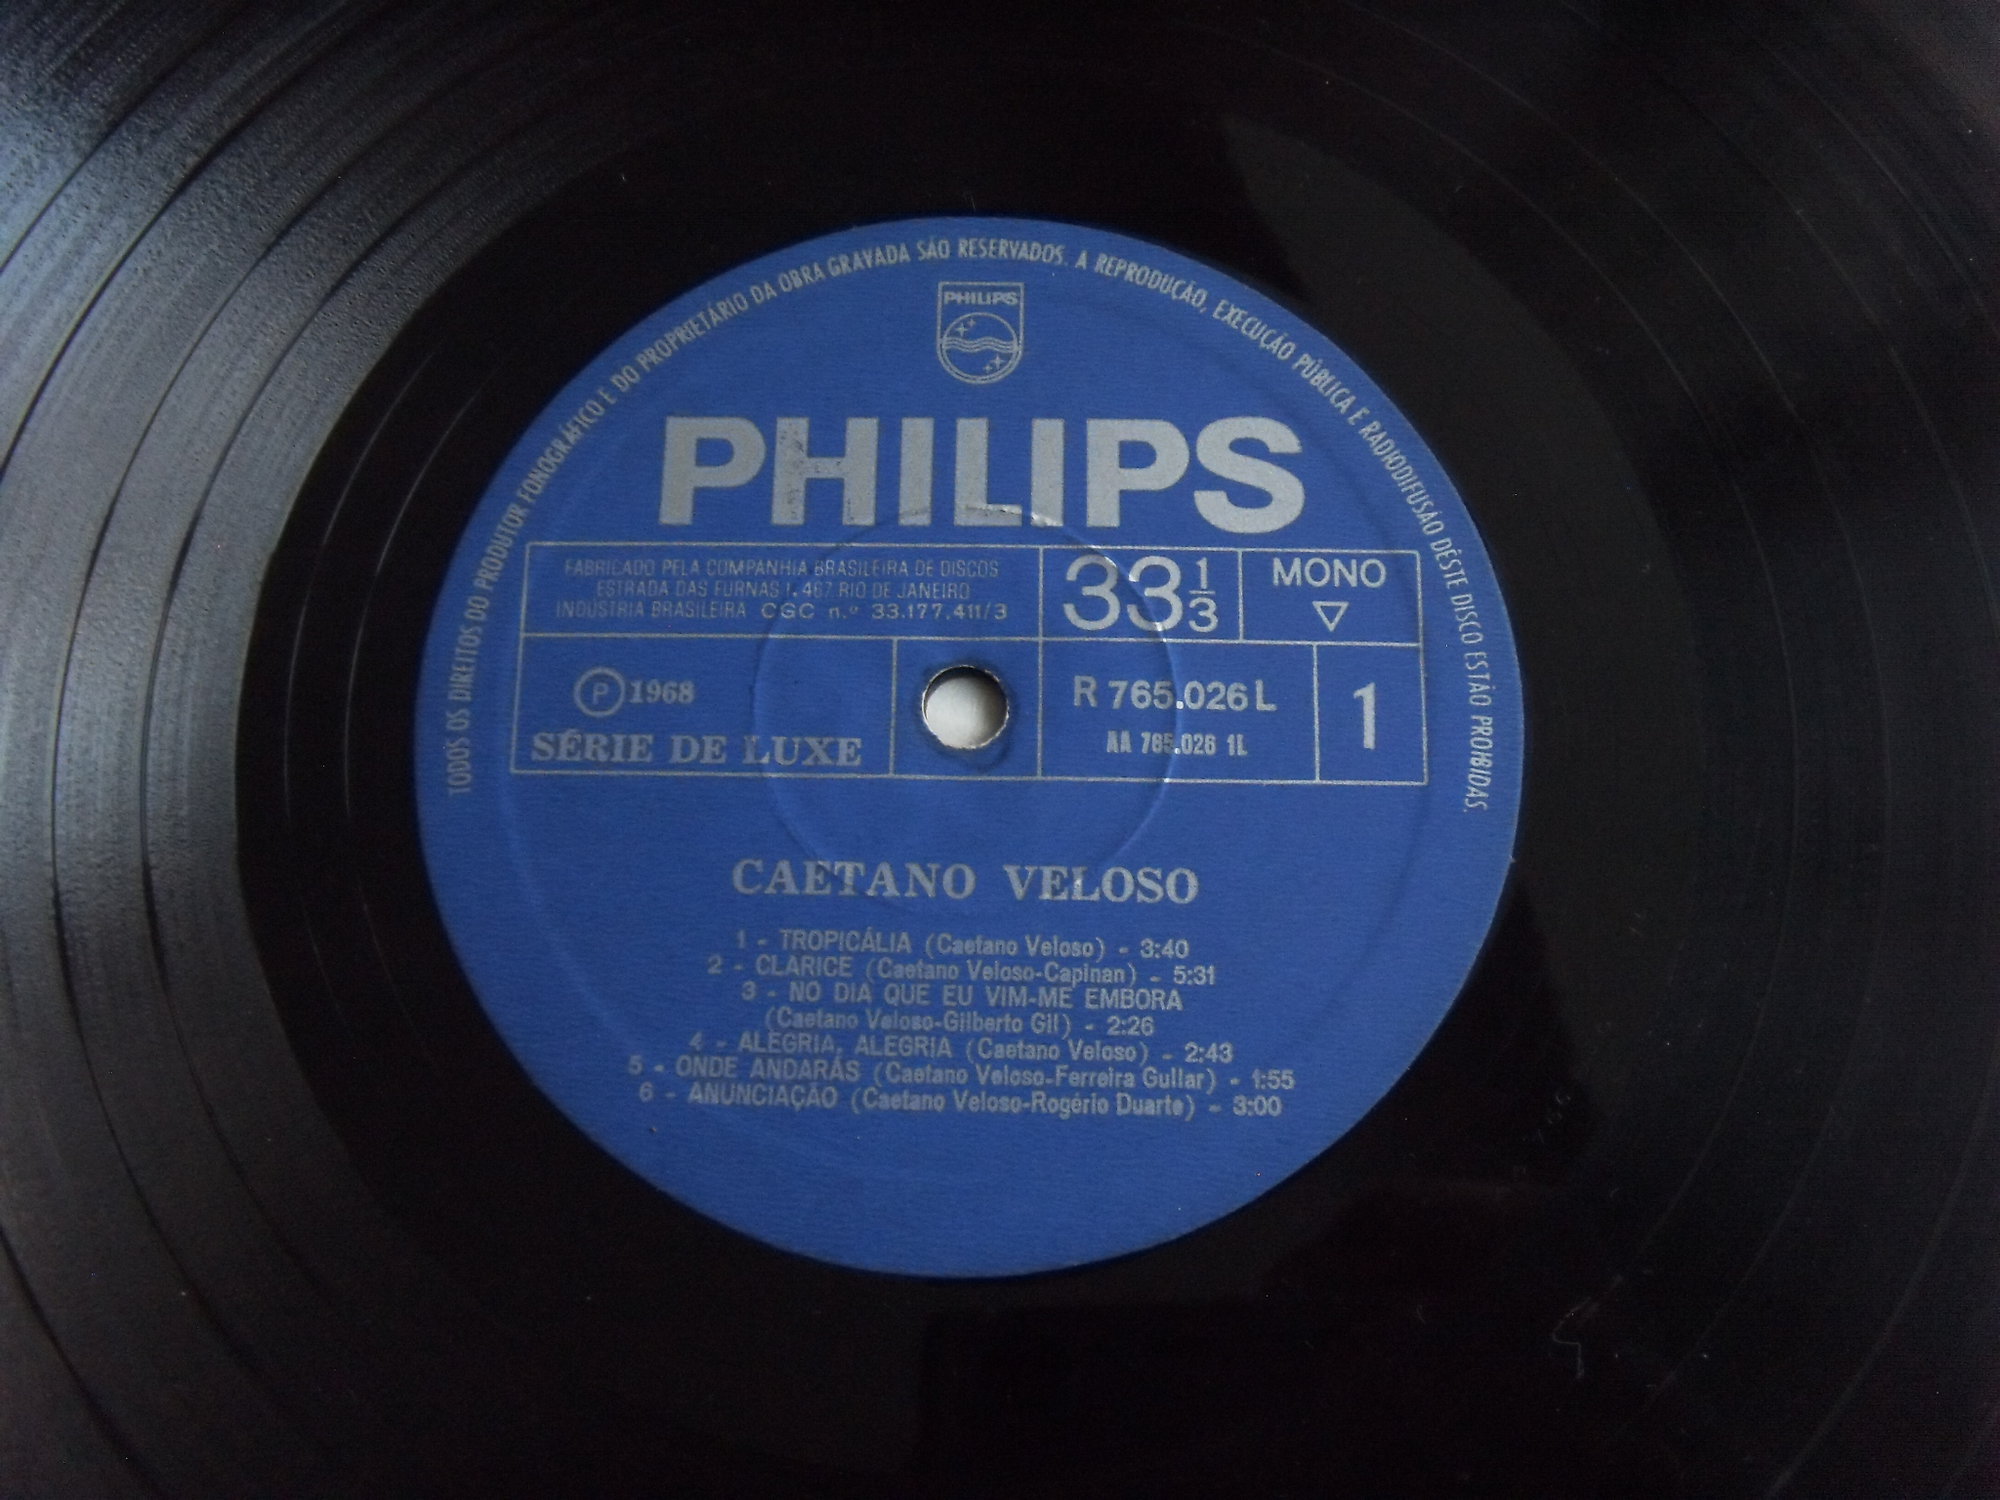 TODOS OS DIREITOS DO PRODUTOR FONOGRÁFICO E DO PROPRIETÁRIO DA OBRA GRAVADA SÃO RESERVADOS. A REPRODUÇÃO, EXECUÇÃO PÚBLICA E RADIODIFUSÃO DÊSTE DISCO ESTÃO PROIBIDAS.
PHILIPS
PHILIPS
FABRICADO PELA COMPANHIA BRASILEIRA DE DISCOS
ESTRADA DAS FURNAS 1.467 RIO DE JANEIRO
INDÚSTRIA BRASILEIRA CGC n.º 33.177.411/3
33 1/3
MONO
Ⓟ 1968
SÉRIE DE LUXE
R 765.026 L
AA 765.026 1L
1
CAETANO VELOSO
1 - TROPICÁLIA (Caetano Veloso) - 3:40
2 - CLARICE (Caetano Veloso-Capinan) - 5:31
3 - NO DIA QUE EU VIM-ME EMBORA
(Caetano Veloso-Gilberto Gil) - 2:26
4 - ALEGRIA, ALEGRIA (Caetano Veloso) - 2:43
5 - ONDE ANDARÁS (Caetano Veloso-Ferreira Gullar) - 1:55
6 - ANUNCIAÇÃO (Caetano Veloso-Rogério Duarte) - 3:00